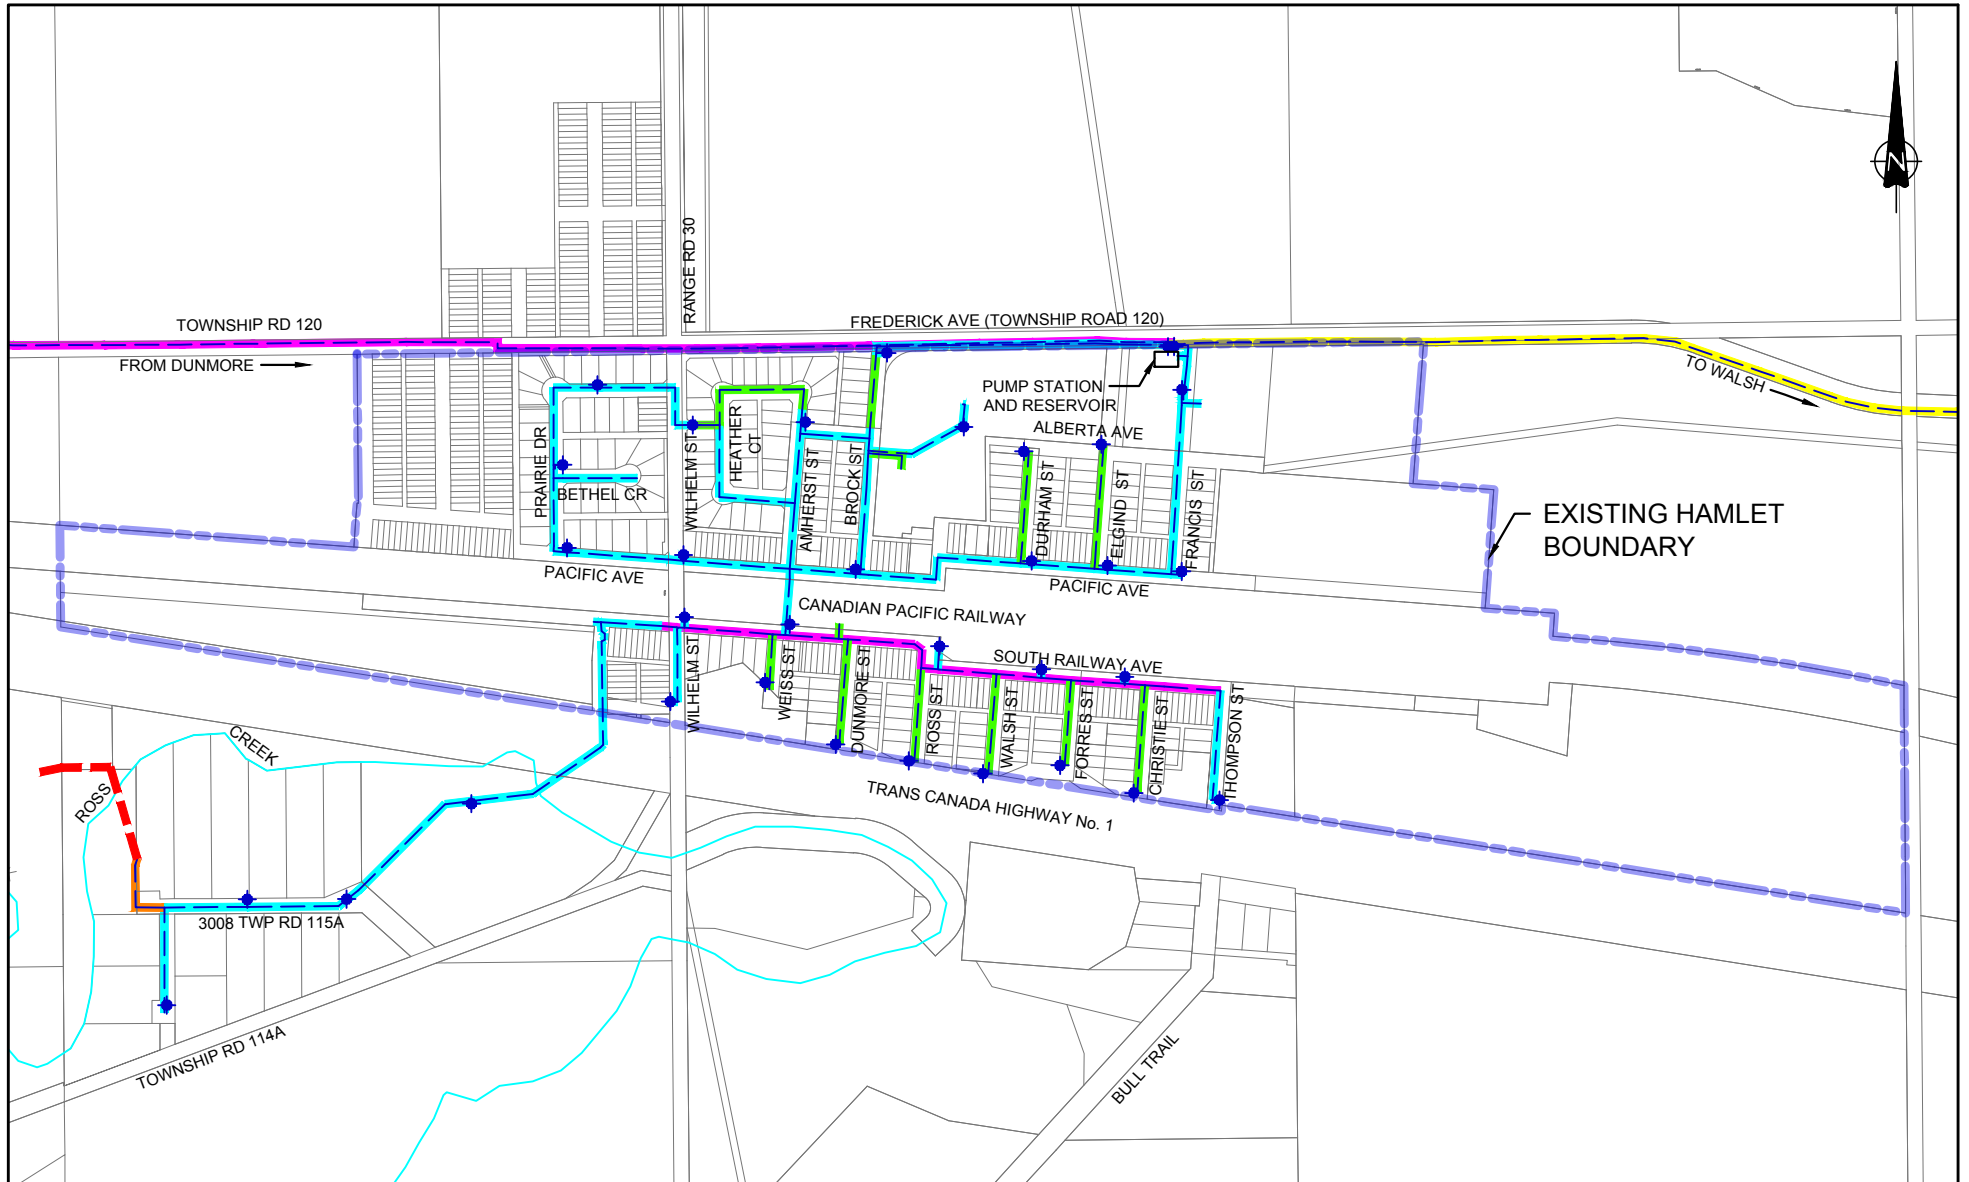 RANGE RD 30
TOWNSHIP RD 120
FREDERICK AVE (TOWNSHIP ROAD 120)
N
FROM DUNMORE
TO WALSH
PUMP STATION
AND RESERVOIR
ALBERTA AVE
PRAIRIE DR
BETHEL CR
WILHELM ST
HEATHER
CT
AMHERST ST
BROCK ST
DURHAM ST
ELGIND ST
FRANCIS ST
EXISTING HAMLET
BOUNDARY
PACIFIC AVE
PACIFIC AVE
CANADIAN PACIFIC RAILWAY
SOUTH RAILWAY AVE
WILHELM ST
WEISS ST
DUNMORE ST
ROSS ST
WALSH ST
FORRES ST
CHRISTIE ST
THOMPSON ST
CREEK
ROSS
TRANS CANADA HIGHWAY No. 1
3008 TWP RD 115A
TOWNSHIP RD 114A
BULL TRAIL